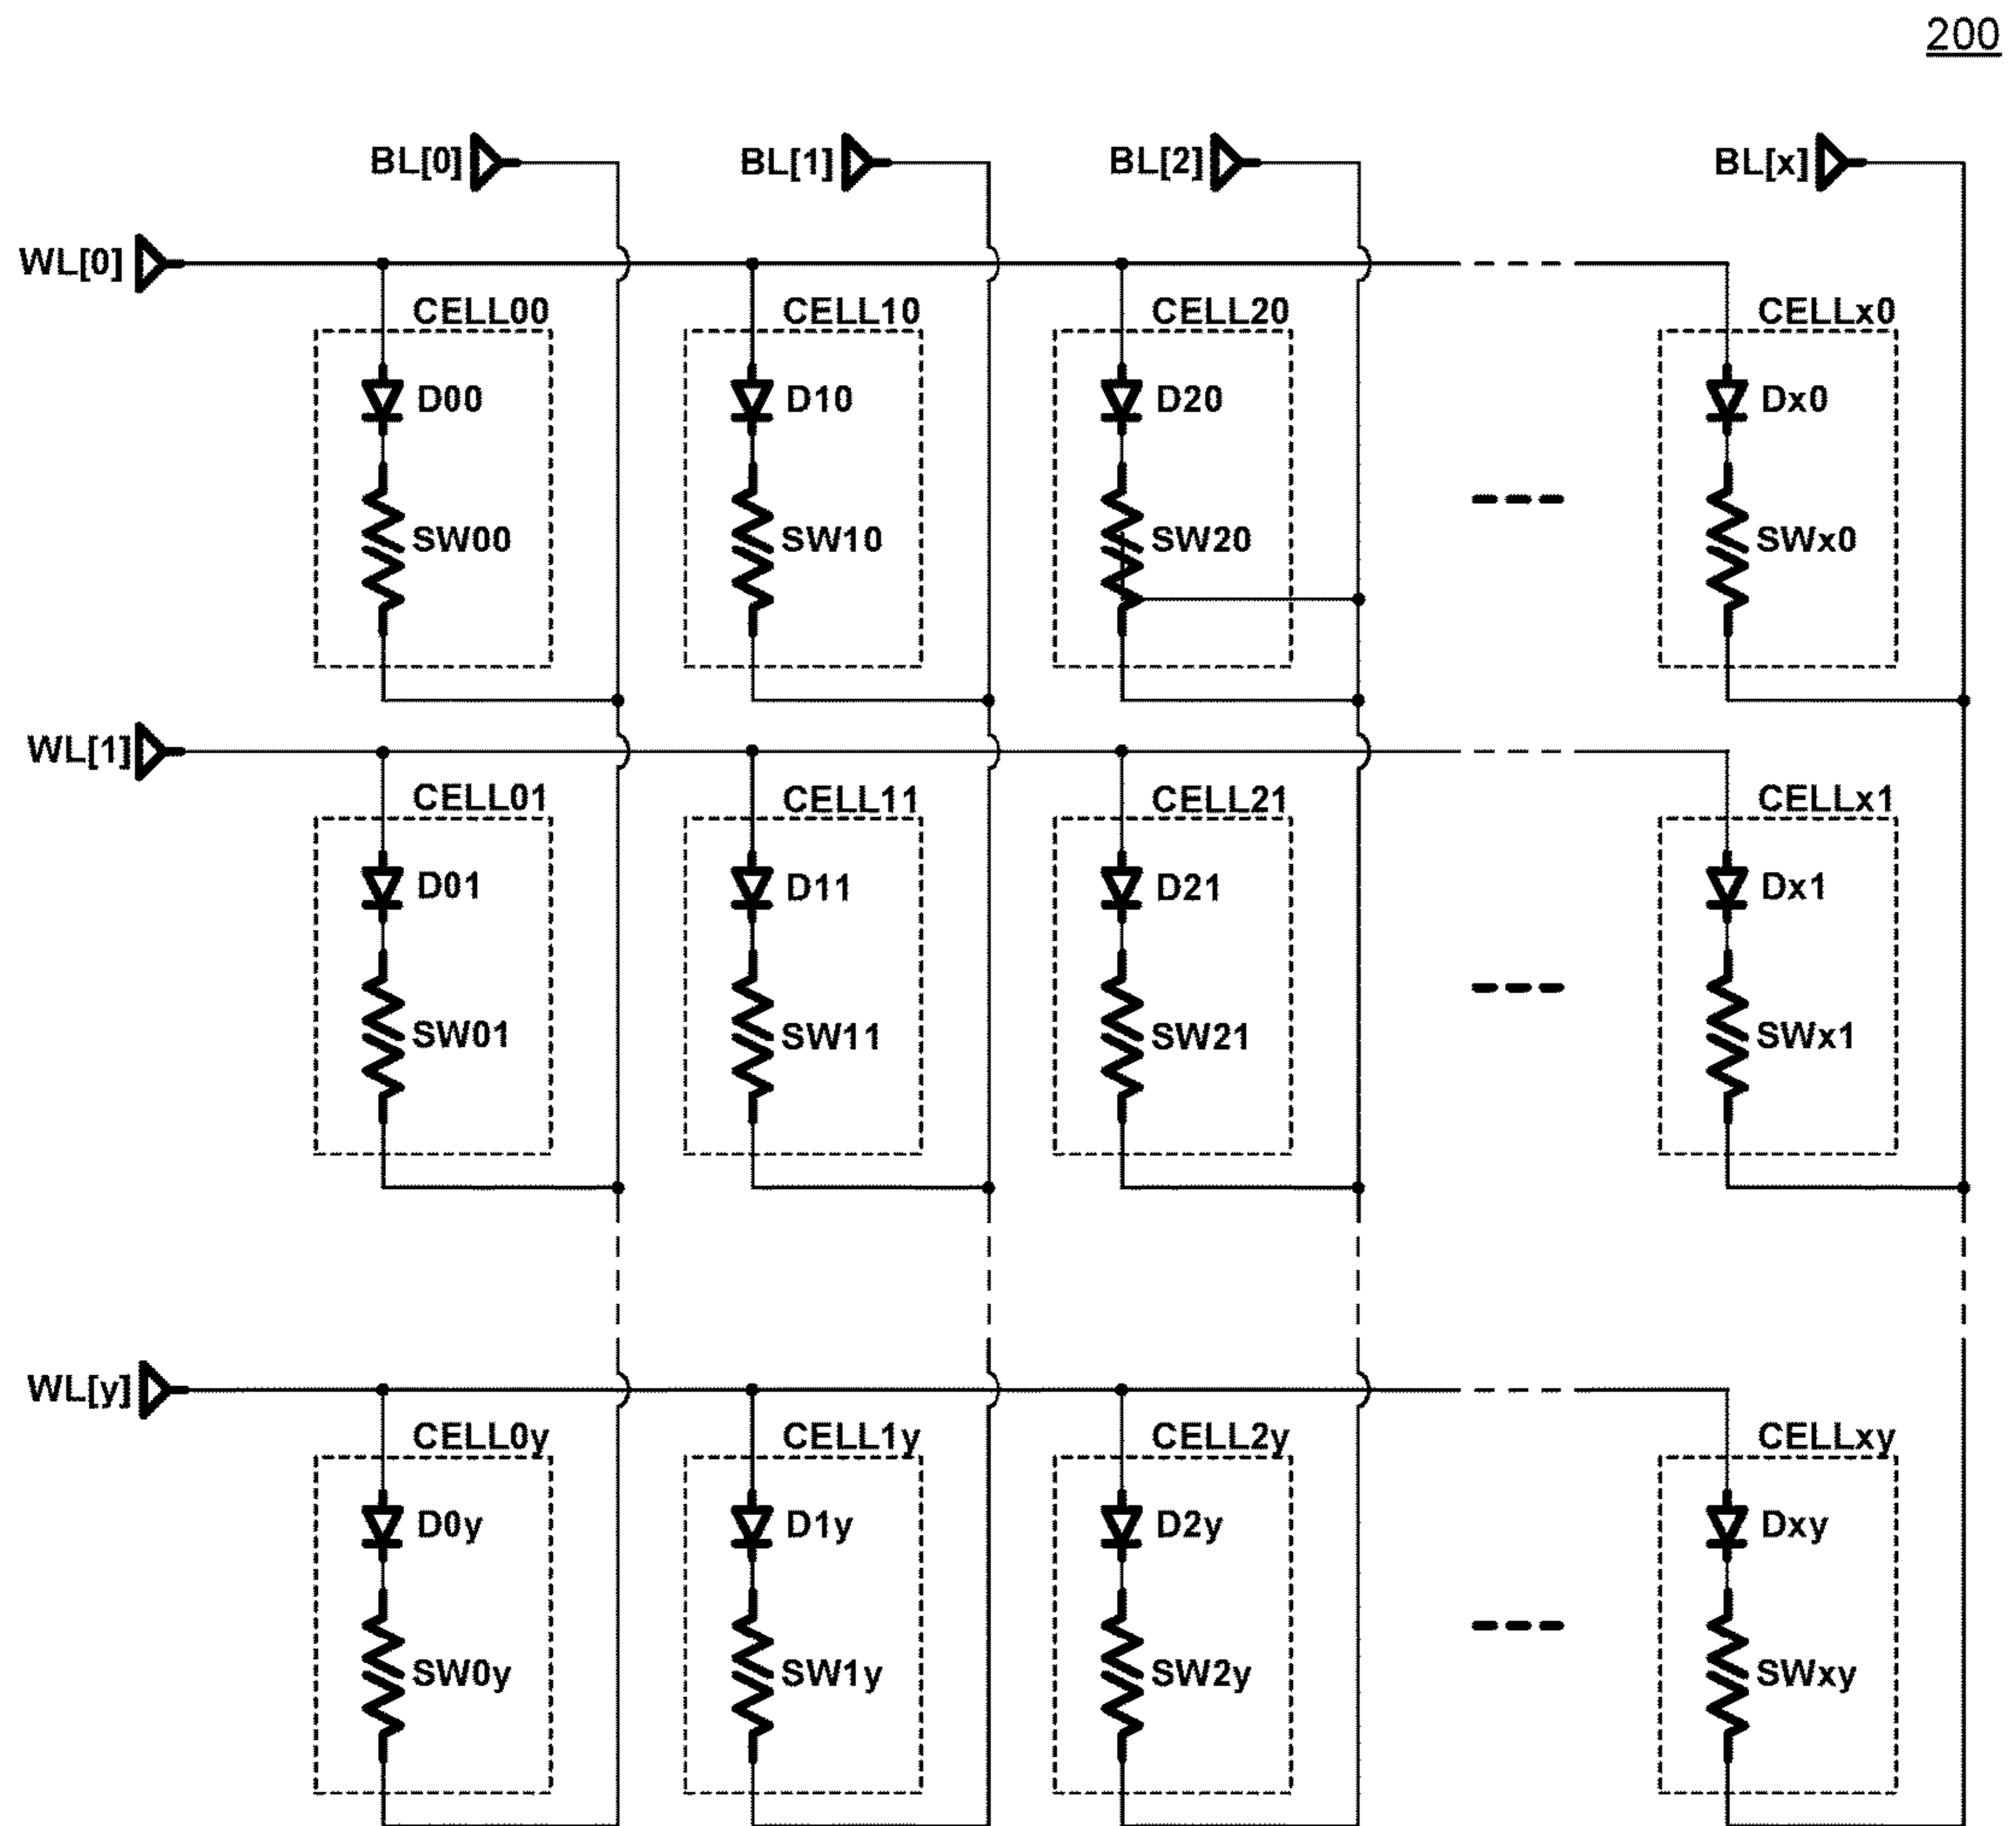 200
BL[0] BL[1] BL[2] BL[x]
WL[0]
CELL00 CELL10 CELL20 CELLx0
D00 D10 D20 Dx0
SW00 SW10 SW20 SWx0
WL[1]
CELL01 CELL11 CELL21 CELLx1
D01 D11 D21 Dx1
SW01 SW11 SW21 SWx1
WL[y]
CELL0y CELL1y CELL2y CELLxy
D0y D1y D2y Dxy
SW0y SW1y SW2y SWxy